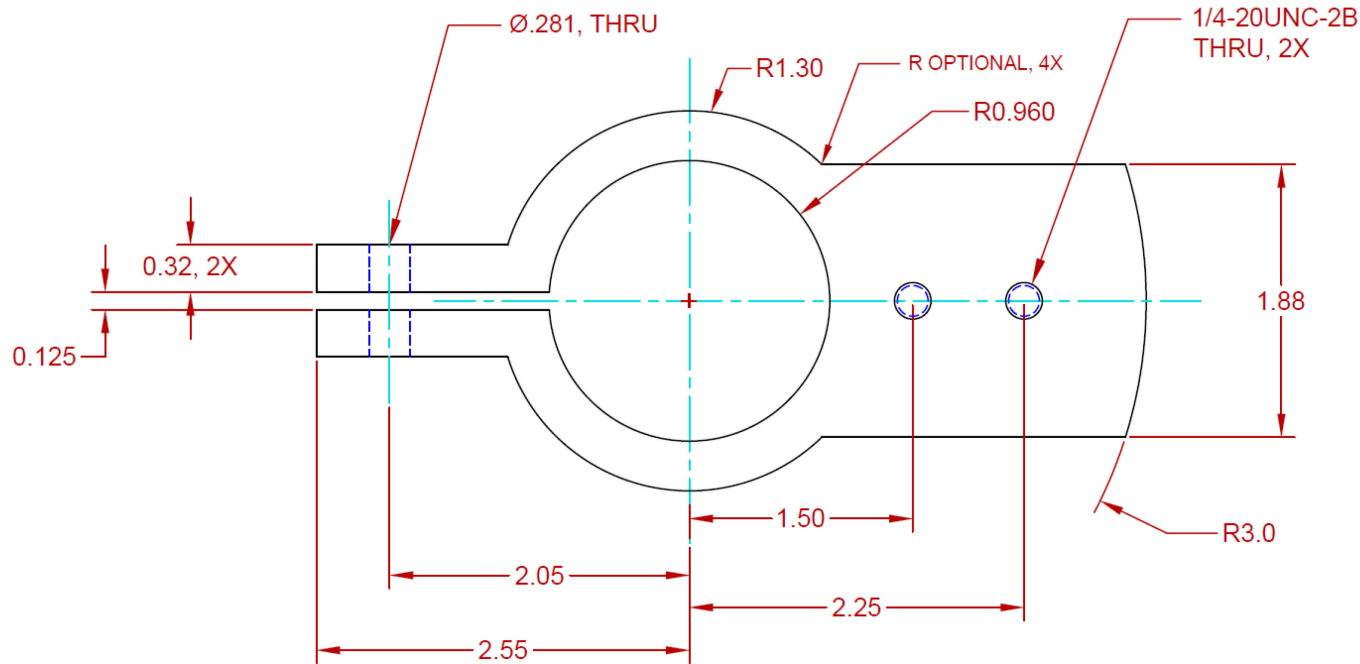 Ø.281, THRU
1/4-20UNC-2B
THRU, 2X
R1.30
R OPTIONAL, 4X
R0.960
0.32, 2X
0.125
1.88
1.50
R3.0
2.05
2.25
2.55